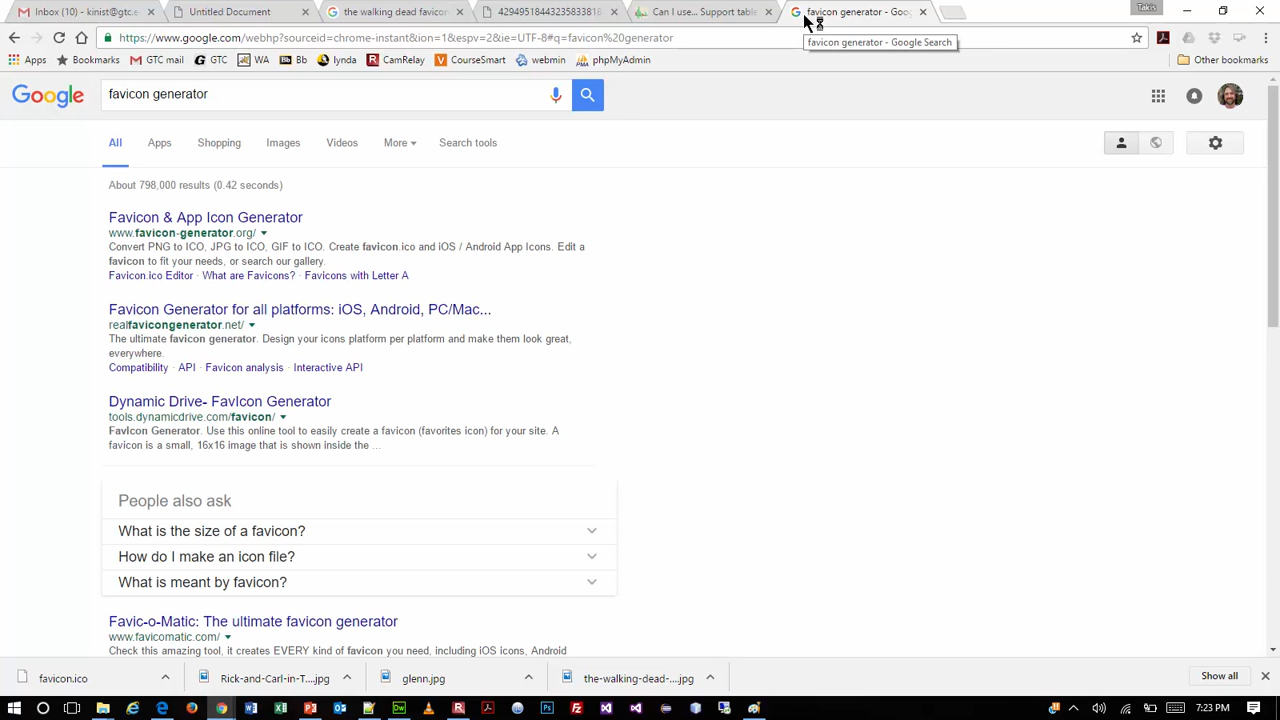 Inbox (10) - kinist@gtc.e
Untitled Document
the walking dead favicon
4294951844323583381
Can I use... Support table
favicon generator - Goog
Takis
https://www.google.com/webhp?sourceid=chrome-instant&ion=1&espv=2&ie=UTF-8#q=favicon%20generator
favicon generator - Google Search
Apps
Bookmarks
GTC mail
GTC
WA
Bb
lynda
CamRelay
CourseSmart
webmin
phpMyAdmin
Other bookmarks
Google
favicon generator
All
Apps
Shopping
Images
Videos
More
Search tools
About 798,000 results (0.42 seconds)
Favicon & App Icon Generator
www.favicon-generator.org/
Convert PNG to ICO, JPG to ICO, GIF to ICO. Create favicon.ico and iOS / Android App Icons. Edit a
favicon to fit your needs, or search our gallery.
Favicon.ico Editor · What are Favicons? · Favicons with Letter A
Favicon Generator for all platforms: iOS, Android, PC/Mac...
realfavicongenerator.net/
The ultimate favicon generator. Design your icons platform per platform and make them look great,
everywhere.
Compatibility · API · Favicon analysis · Interactive API
Dynamic Drive- FavIcon Generator
tools.dynamicdrive.com/favicon/
FavIcon Generator. Use this online tool to easily create a favicon (favorites icon) for your site. A
favicon is a small, 16x16 image that is shown inside the ...
People also ask
What is the size of a favicon?
How do I make an icon file?
What is meant by favicon?
Favic-o-Matic: The ultimate favicon generator
www.favicomatic.com/
Check this amazing tool, it creates EVERY kind of favicon you need, including iOS icons, Android
favicon.ico
Rick-and-Carl-in-T....jpg
glenn.jpg
the-walking-dead-....jpg
Show all
7:23 PM